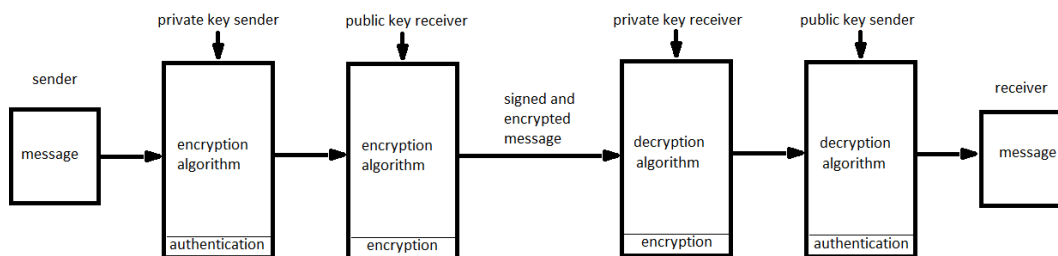 private key sender
public key receiver
private key receiver
public key sender
sender
receiver
message
encryption
algorithm
authentication
encryption
algorithm
encryption
signed and
encrypted
message
decryption
algorithm
encryption
decryption
algorithm
authentication
message